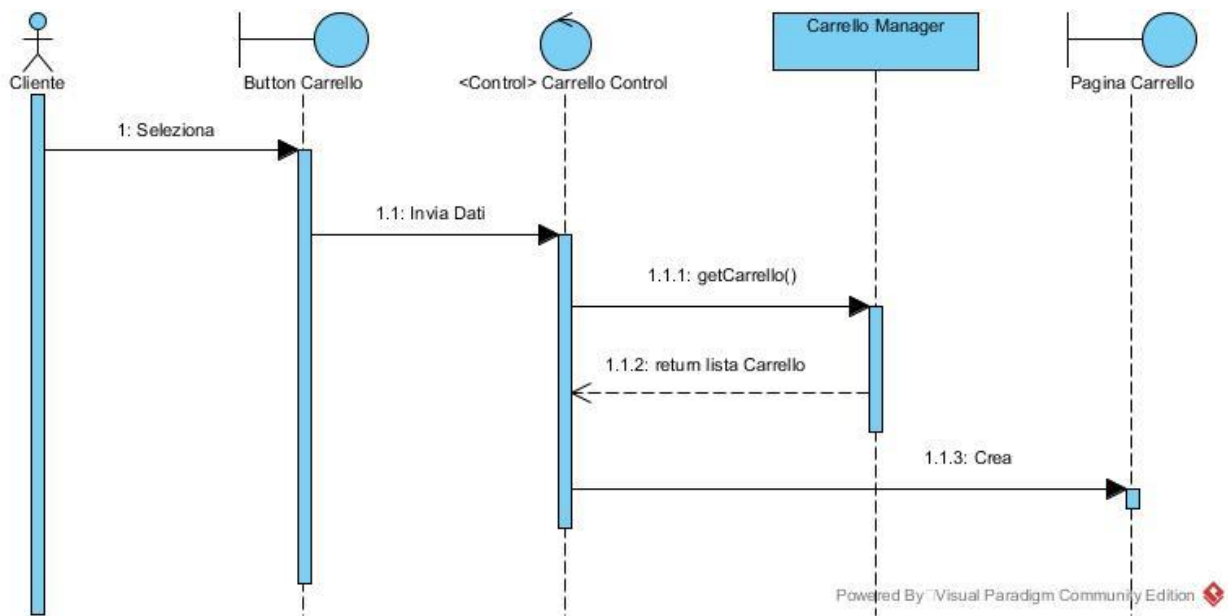 Carrello Manager
Cliente
Button Carrello
<Control> Carrello Control
Pagina Carrello
1: Seleziona
1.1: Invia Dati
1.1.1: getCarrello()
1.1.2: return lista Carrello
1.1.3: Crea
Powered By Visual Paradigm Community Edition